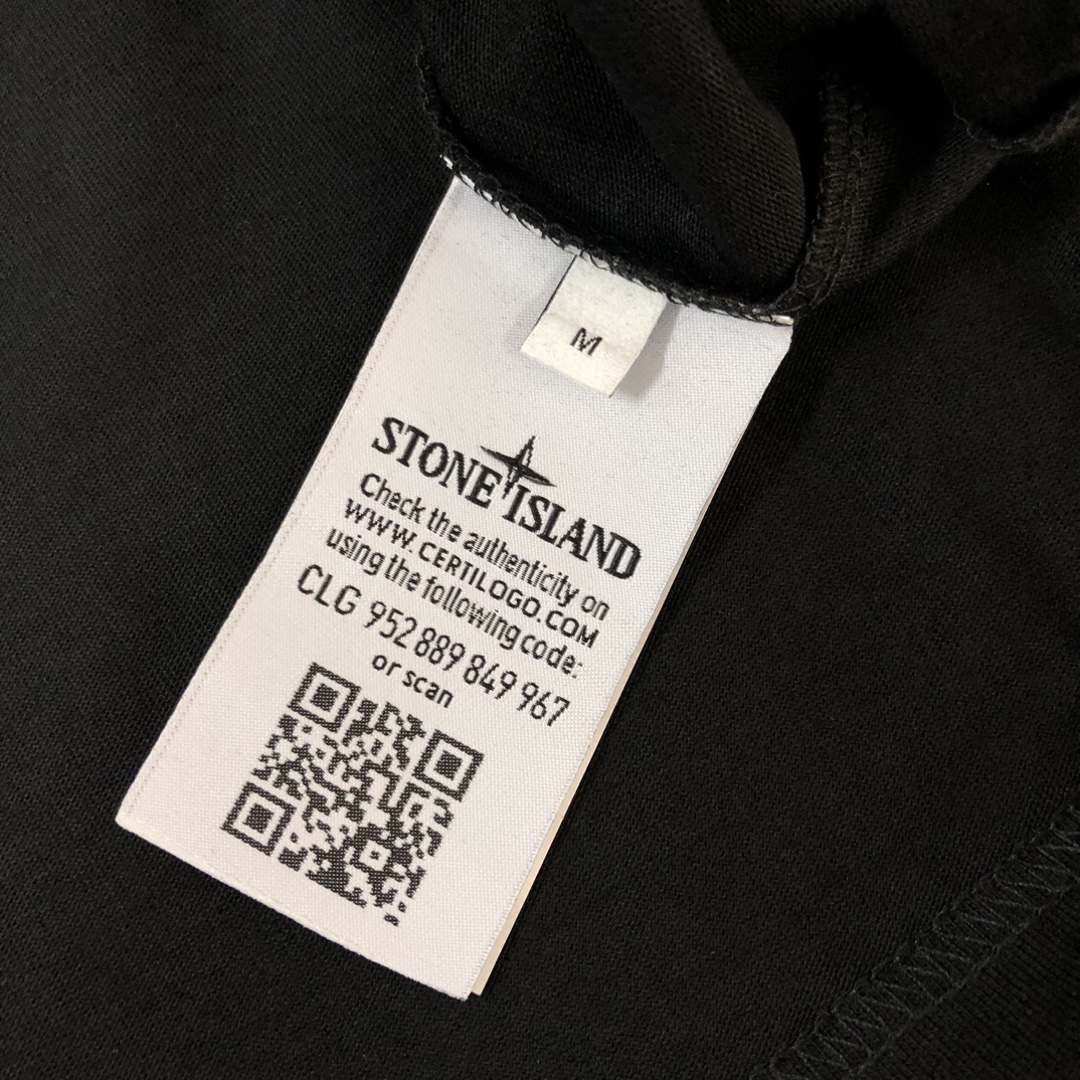 M
STONE ISLAND
Check the authenticity on
WWW.CERTILOGO.COM
using the following code:
CLG 952 889 849 967
or scan